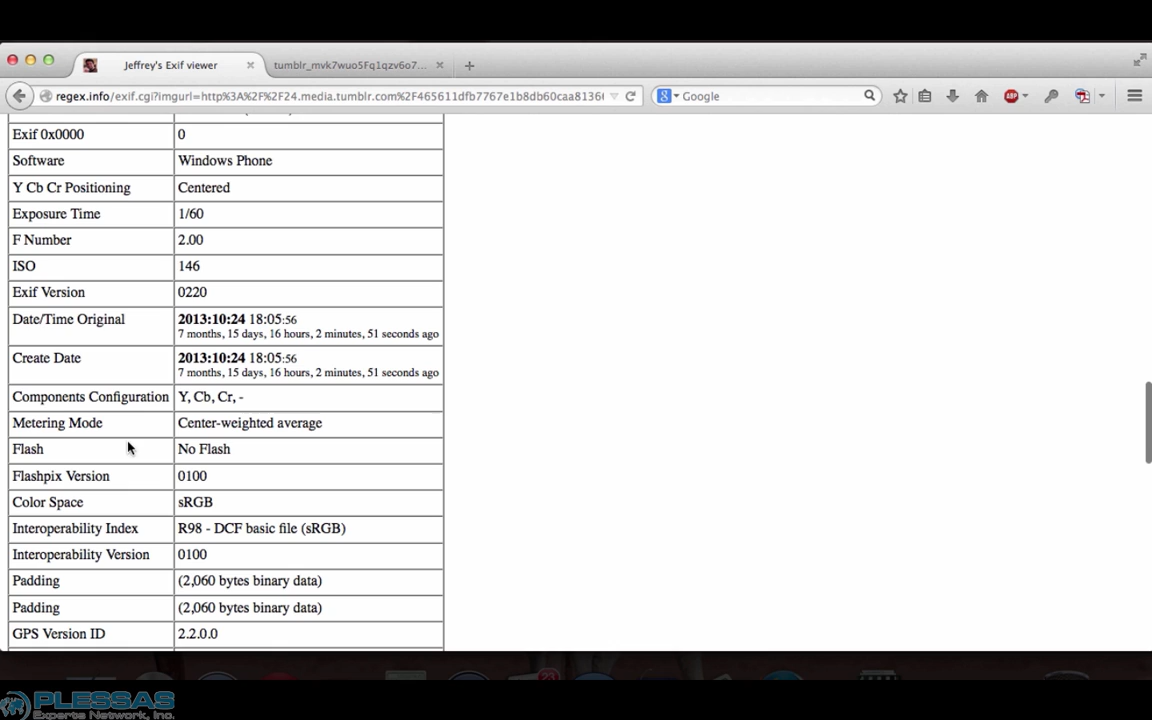 Jeffrey's Exif viewer
tumblr_mvk7wuo5Fq1qzv6o7...
regex.info/exif.cgi?imgurl=http%3A%2F%2F24.media.tumblr.com%2F465611dfb7767e1b8db60caa8136
Google
ABP
Exif 0x0000 0
Software Windows Phone
Y Cb Cr Positioning Centered
Exposure Time 1/60
F Number 2.00
ISO 146
Exif Version 0220
Date/Time Original 2013:10:24 18:05:56
7 months, 15 days, 16 hours, 2 minutes, 51 seconds ago
Create Date 2013:10:24 18:05:56
7 months, 15 days, 16 hours, 2 minutes, 51 seconds ago
Components Configuration Y, Cb, Cr, -
Metering Mode Center-weighted average
Flash No Flash
Flashpix Version 0100
Color Space sRGB
Interoperability Index R98 - DCF basic file (sRGB)
Interoperability Version 0100
Padding (2,060 bytes binary data)
Padding (2,060 bytes binary data)
GPS Version ID 2.2.0.0
23
PLESSAS
Experts Network, Inc.